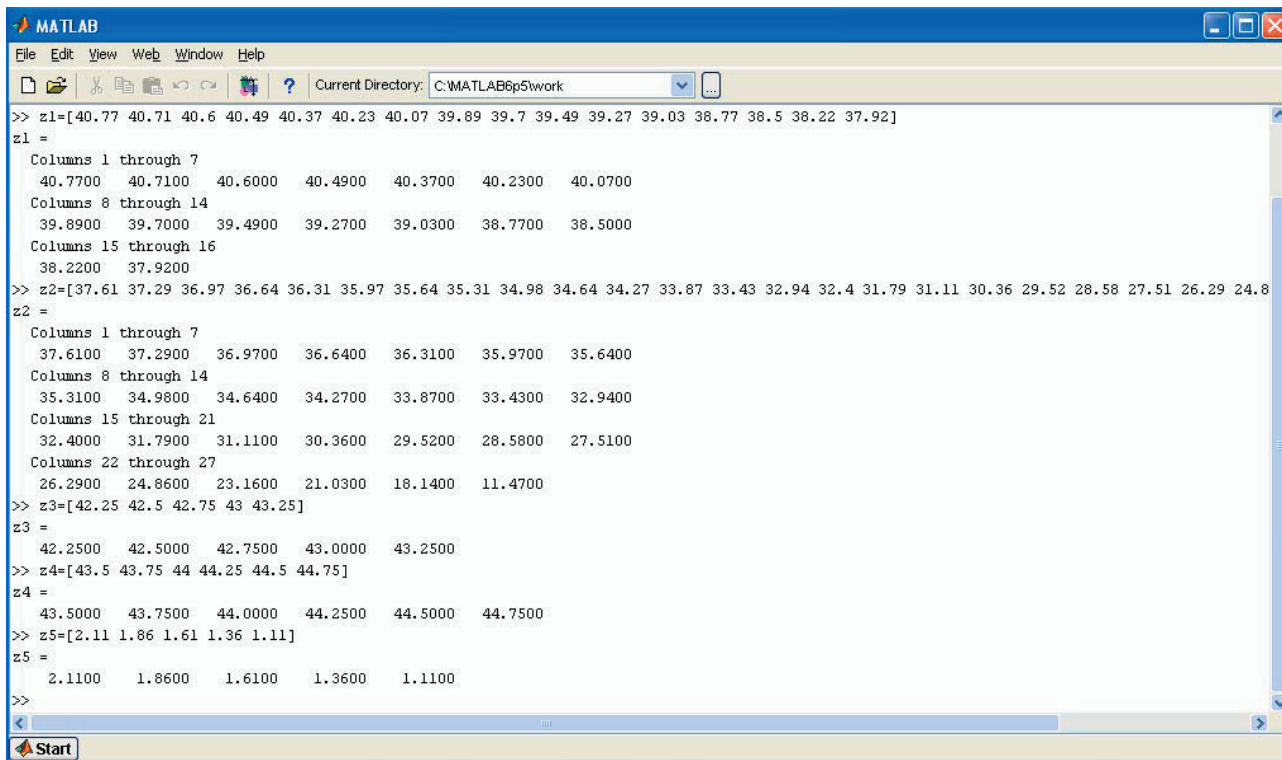 MATLAB
File Edit View Web Window Help
? Current Directory: C:\MATLAB6p5\work ...
>> z1=[40.77 40.71 40.6 40.49 40.37 40.23 40.07 39.89 39.7 39.49 39.27 39.03 38.77 38.5 38.22 37.92]
z1 =
Columns 1 through 7
40.7700 40.7100 40.6000 40.4900 40.3700 40.2300 40.0700
Columns 8 through 14
39.8900 39.7000 39.4900 39.2700 39.0300 38.7700 38.5000
Columns 15 through 16
38.2200 37.9200
>> z2=[37.61 37.29 36.97 36.64 36.31 35.97 35.64 35.31 34.98 34.64 34.27 33.87 33.43 32.94 32.4 31.79 31.11 30.36 29.52 28.58 27.51 26.29 24.8
z2 =
Columns 1 through 7
37.6100 37.2900 36.9700 36.6400 36.3100 35.9700 35.6400
Columns 8 through 14
35.3100 34.9800 34.6400 34.2700 33.8700 33.4300 32.9400
Columns 15 through 21
32.4000 31.7900 31.1100 30.3600 29.5200 28.5800 27.5100
Columns 22 through 27
26.2900 24.8600 23.1600 21.0300 18.1400 11.4700
>> z3=[42.25 42.5 42.75 43 43.25]
z3 =
42.2500 42.5000 42.7500 43.0000 43.2500
>> z4=[43.5 43.75 44 44.25 44.5 44.75]
z4 =
43.5000 43.7500 44.0000 44.2500 44.5000 44.7500
>> z5=[2.11 1.86 1.61 1.36 1.11]
z5 =
2.1100 1.8600 1.6100 1.3600 1.1100
>>
Start